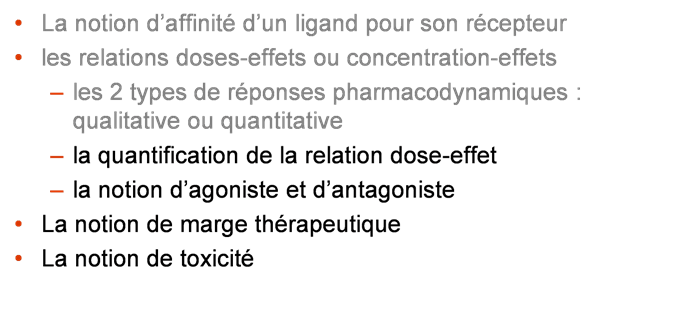 • La notion d’affinité d’un ligand pour son récepteur
• les relations doses-effets ou concentration-effets
– les 2 types de réponses pharmacodynamiques :
qualitative ou quantitative
– la quantification de la relation dose-effet
– la notion d’agoniste et d’antagoniste
• La notion de marge thérapeutique
• La notion de toxicité